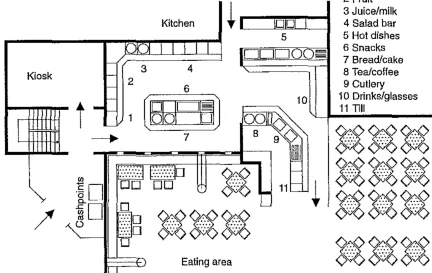 Kitchen
2 Fruit
3 Juice/milk
4 Salad bar
5 Hot dishes
6 Snacks
7 Bread/cake
8 Tea/coffee
9 Cutlery
10 Drinks/glasses
11 Till
5
3
4
Kiosk
2
6
10
1
7
8
9
11
Cashpoints
Eating area